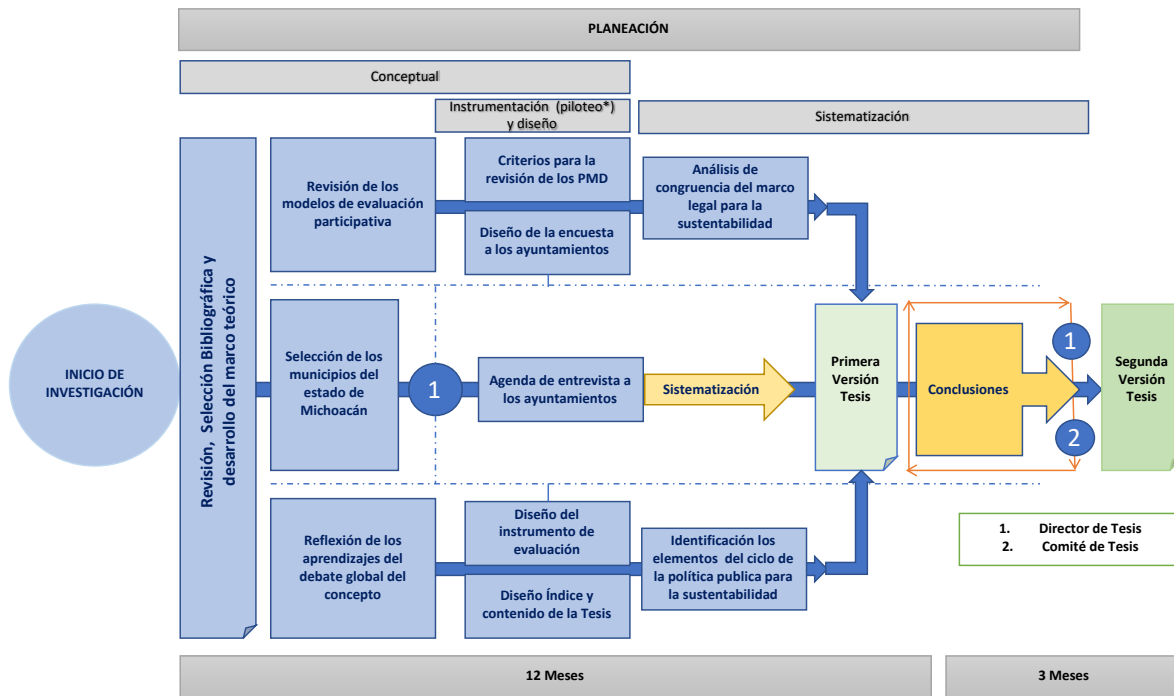 PLANEACIÓN
Conceptual
Instrumentación (piloteo*)
y diseño
Sistematización
INICIO DE
INVESTIGACIÓN
Revisión, Selección Bibliográfica y
desarrollo del marco teórico
Revisión de los
modelos de evaluación
participativa
Criterios para la
revisión de los PMD
Diseño de la encuesta
a los ayuntamientos
Análisis de
congruencia del marco
legal para la
sustentabilidad
Selección de los
municipios del
estado de
Michoacán
1
Agenda de entrevista a
los ayuntamientos
Sistematización
Primera
Versión
Tesis
Conclusiones
1
2
Segunda
Versión
Tesis
Reflexión de los
aprendizajes del
debate global del
concepto
Diseño del
instrumento de
evaluación
Diseño Índice y
contenido de la Tesis
Identificación los
elementos del ciclo de
la política publica para
la sustentabilidad
1. Director de Tesis
2. Comité de Tesis
12 Meses
3 Meses